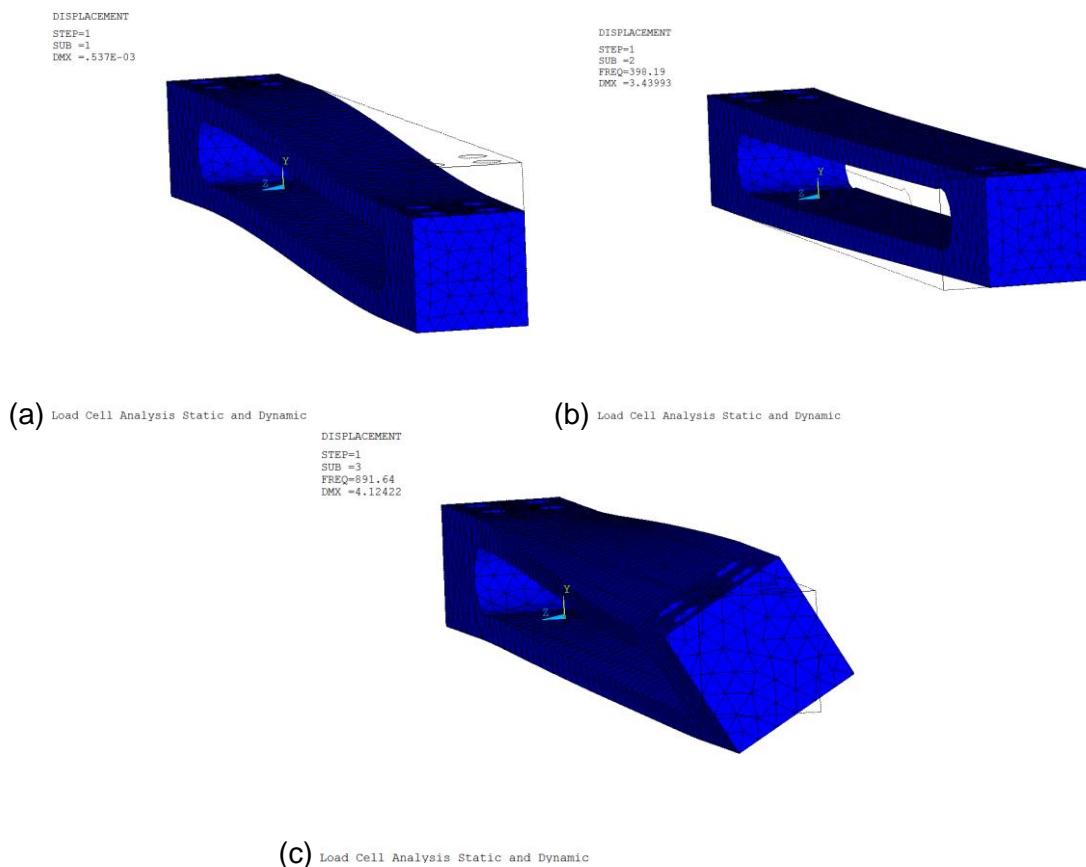 DISPLACEMENT
STEP=1
SUB =1
DMX =.537E-03
Y
Z
(a) Load Cell Analysis Static and Dynamic
DISPLACEMENT
STEP=1
SUB =2
FREQ=398.19
DMX =3.43993
Y
Z
(b) Load Cell Analysis Static and Dynamic
DISPLACEMENT
STEP=1
SUB =3
FREQ=891.64
DMX =4.12422
Y
Z
(c) Load Cell Analysis Static and Dynamic